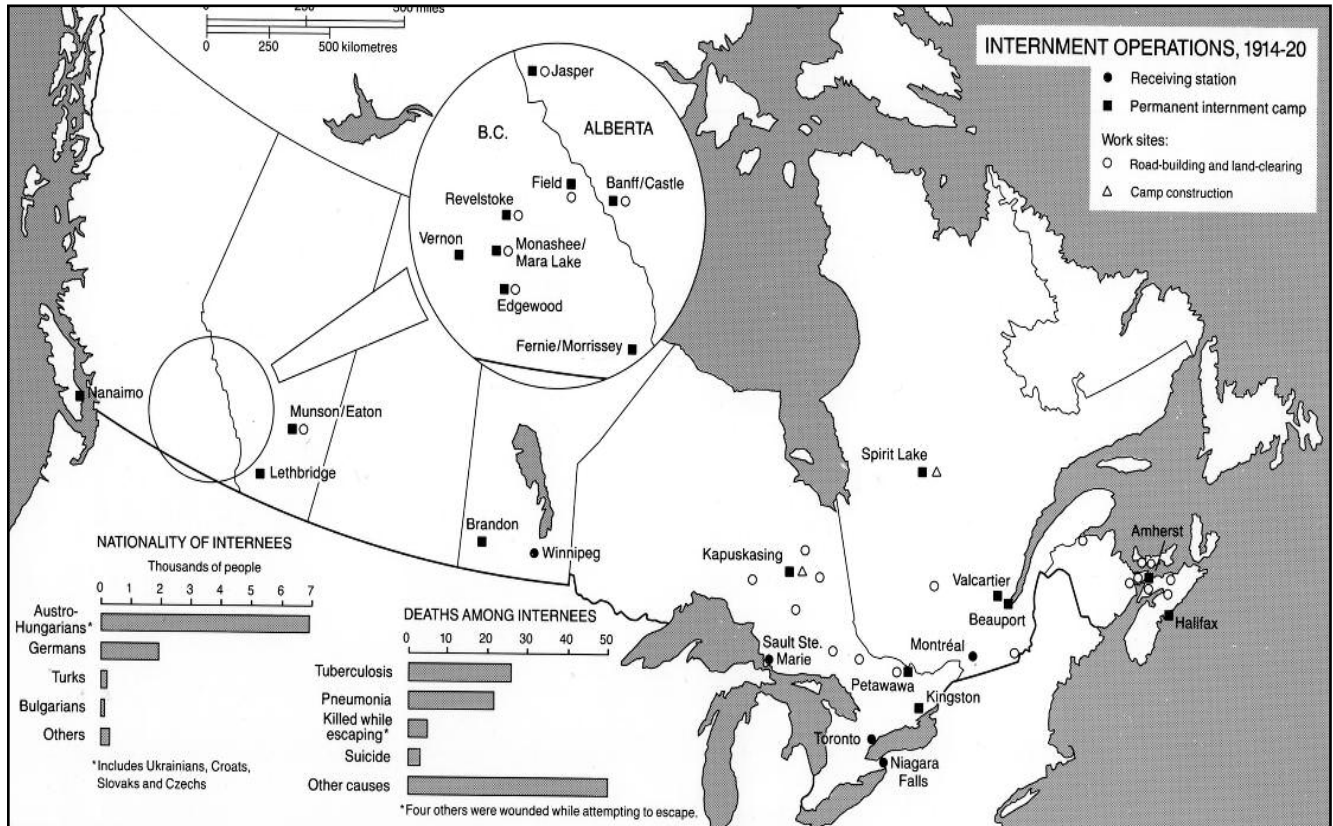 500 miles
0 250 500 kilometres
INTERNMENT OPERATIONS, 1914-20
Receiving station
Permanent internment camp
Work sites:
Road-building and land-clearing
Camp construction
Jasper
B.C.
ALBERTA
Field
Banff/Castle
Revelstoke
Vernon
Monashee/
Mara Lake
Edgewood
Fernie/Morrissey
Nanaimo
Munson/Eaton
Lethbridge
Brandon
Winnipeg
Spirit Lake
Kapuskasing
Amherst
Valcartier
Beauport
Halifax
Sault Ste.
Marie
Montréal
Petawawa
Kingston
Toronto
Niagara
Falls
NATIONALITY OF INTERNEES
Thousands of people
0 1 2 3 4 5 6 7
Austro-
Hungarians*
Germans
Turks
Bulgarians
Others
*Includes Ukrainians, Croats,
Slovaks and Czechs
DEATHS AMONG INTERNEES
0 10 20 30 40 50
Tuberculosis
Pneumonia
Killed while
escaping*
Suicide
Other causes
*Four others were wounded while attempting to escape.